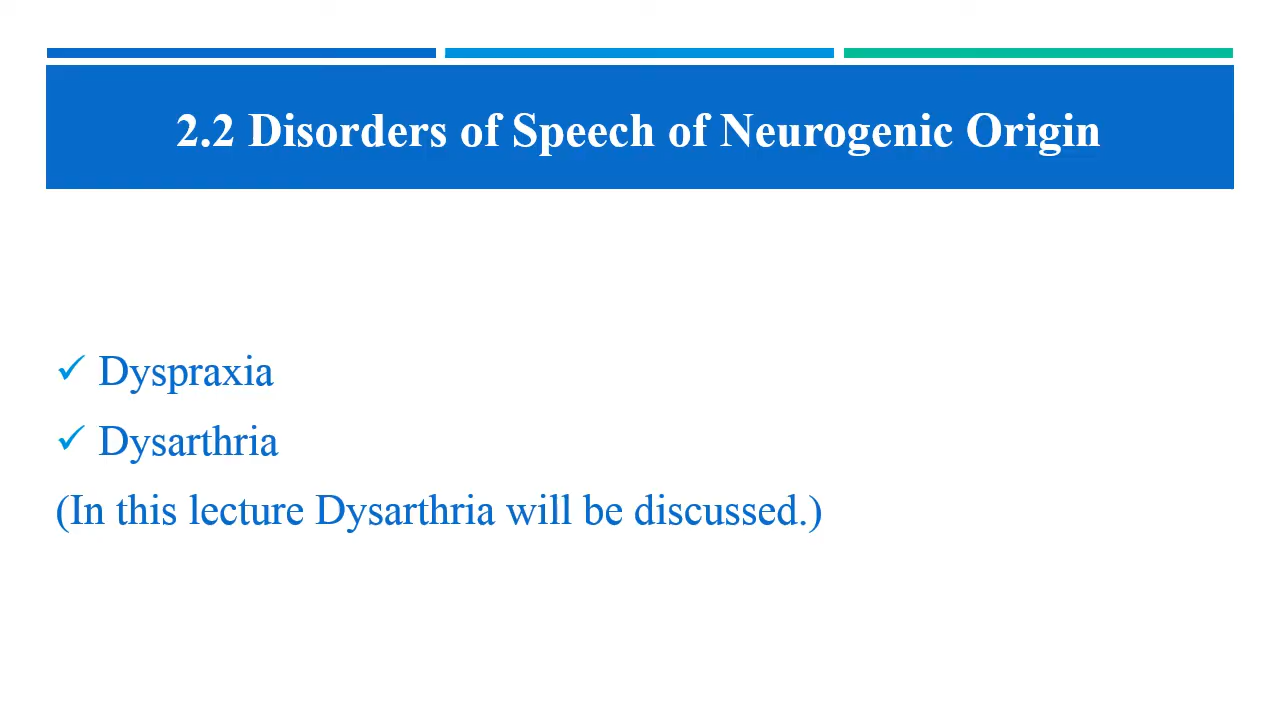 2.2 Disorders of Speech of Neurogenic Origin
✓ Dyspraxia
✓ Dysarthria
(In this lecture Dysarthria will be discussed.)